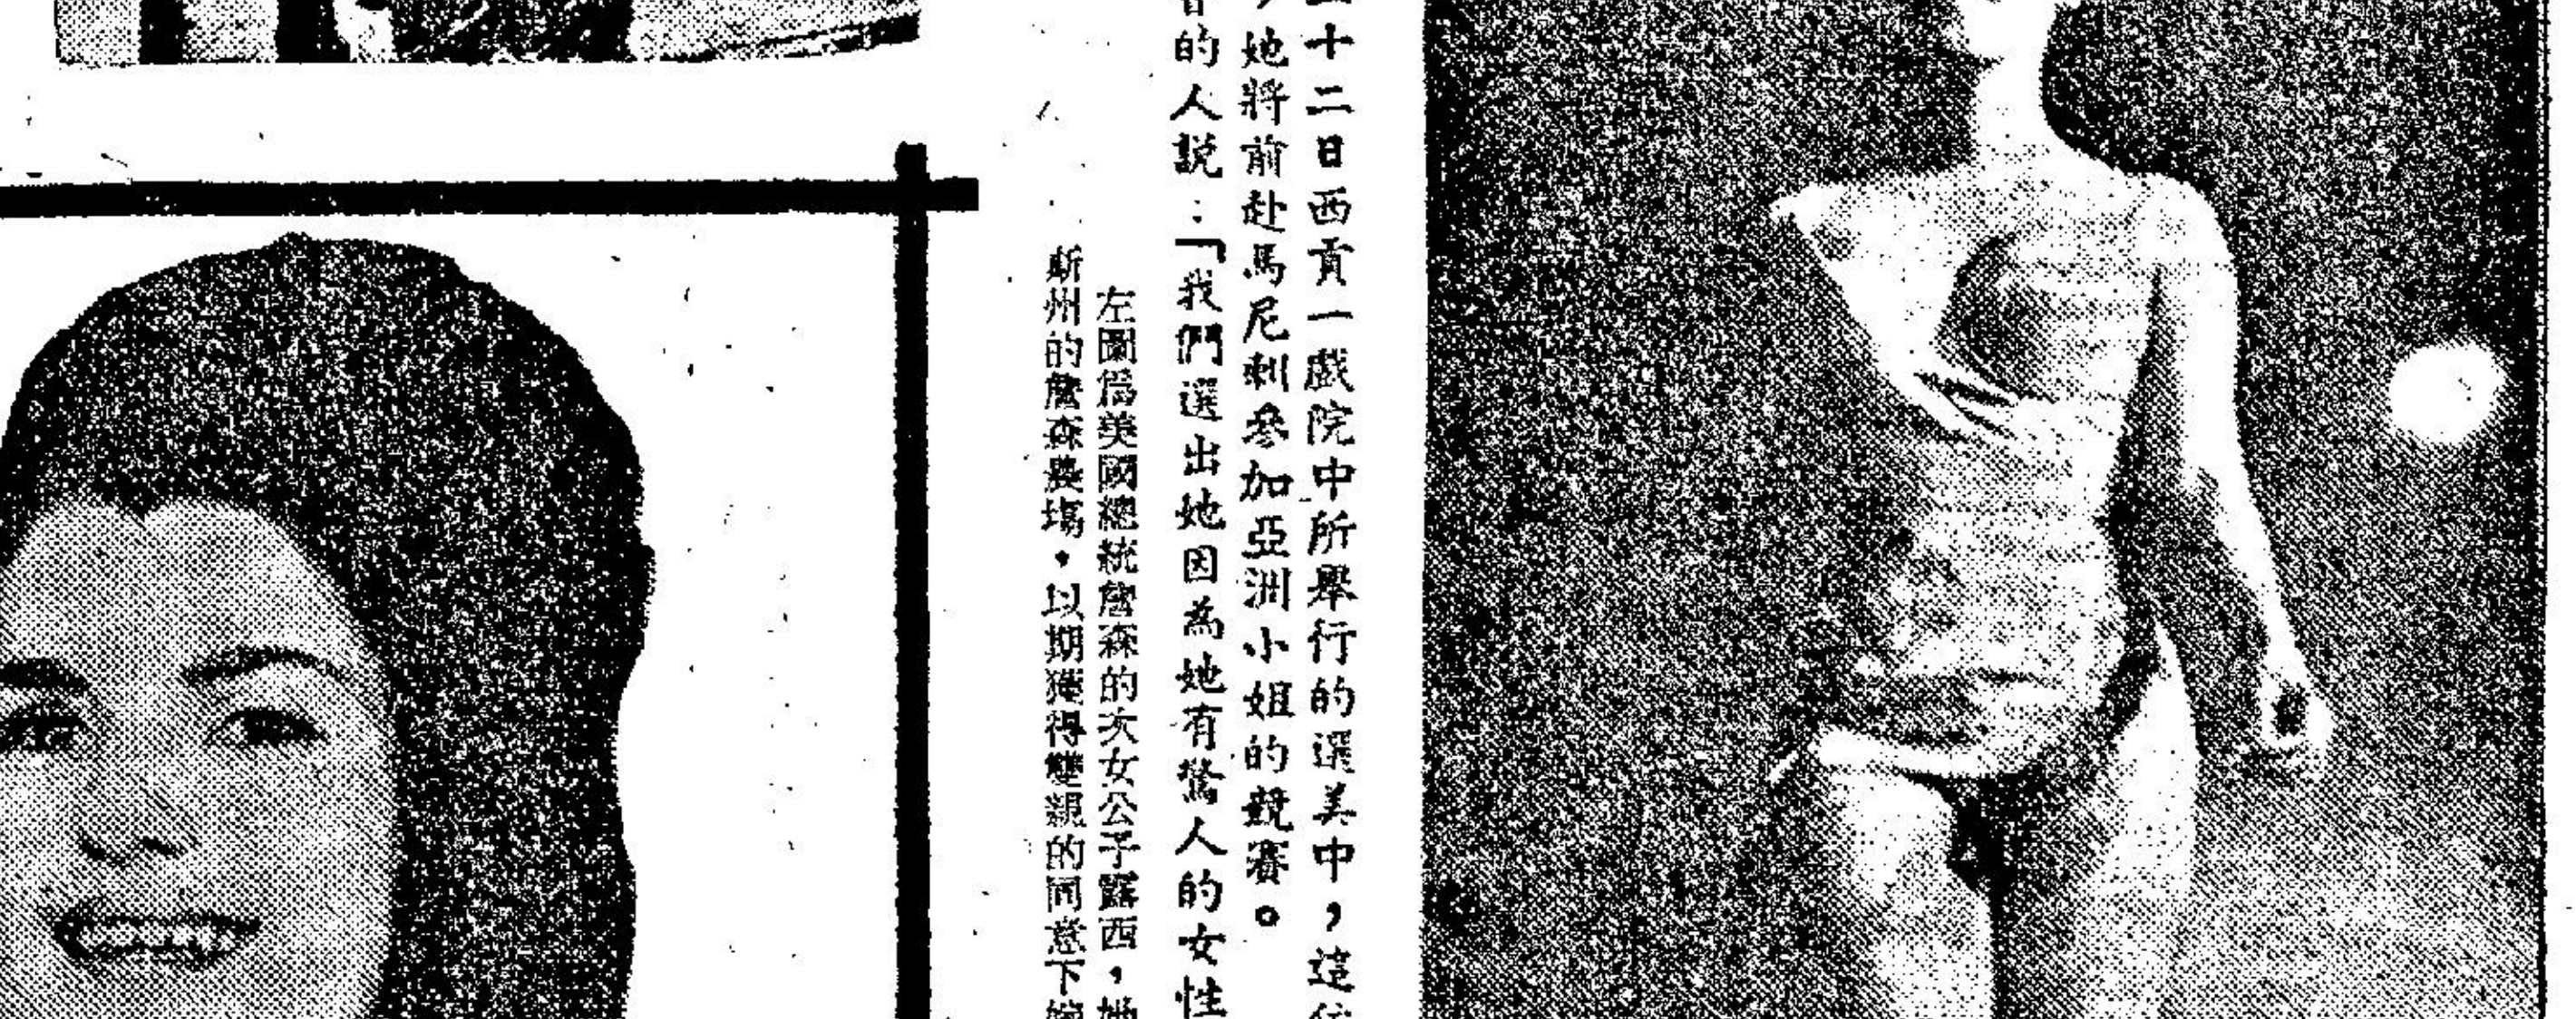 十二日西貢一戲院中所舉行的選美中，這
她將前赴馬尼剌參加亞洲小姐的競賽。
的人說：「我們選出她因為她有驚人的女性
左圖爲美國總統詹森的次女公子露西，她
斯州的詹森農場，以期獲得雙親的同意下